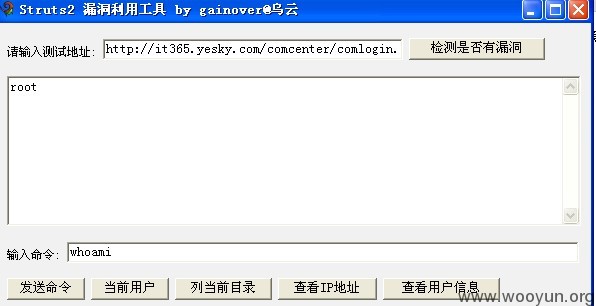 Struts2 漏洞利用工具 by gainover@乌云
请输入测试地址: http://it365.yesky.com/comcenter/comlogin. 检测是否有漏洞
root
输入命令: whoami
发送命令 当前用户 列当前目录 查看IP地址 查看用户信息
www.wooyun.org